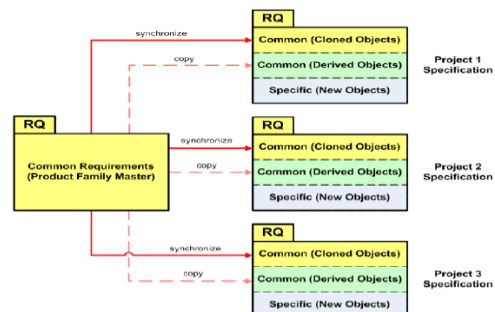 RQ
synchronize
Common (Cloned Objects)
Project 1
Specification
copy
Common (Derived Objects)
Specific (New Objects)
RQ
Common Requirements
(Product Family Master)
RQ
synchronize
Common (Cloned Objects)
Project 2
Specification
copy
Common (Derived Objects)
Specific (New Objects)
RQ
synchronize
Common (Cloned Objects)
Project 3
Specification
copy
Common (Derived Objects)
Specific (New Objects)